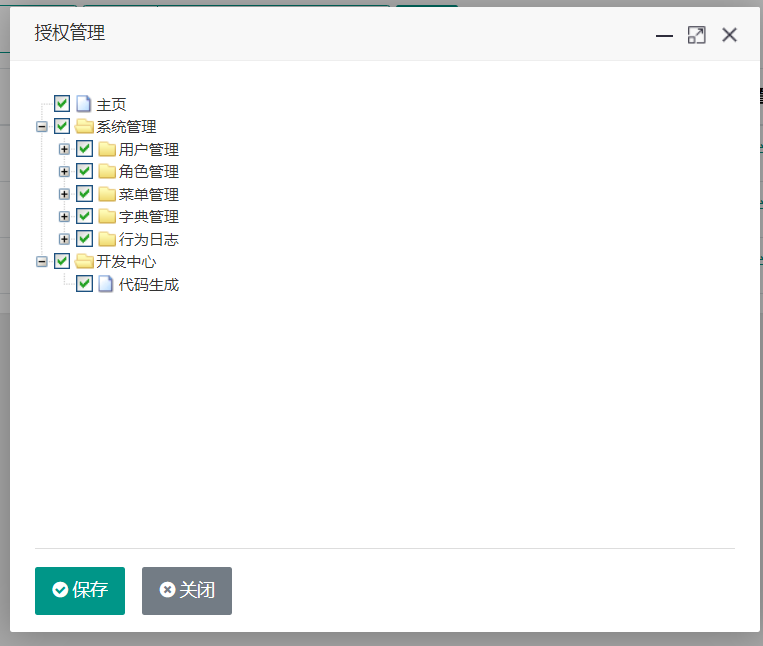 授权管理
主页
系统管理
用户管理
角色管理
菜单管理
字典管理
行为日志
开发中心
代码生成
保存 关闭